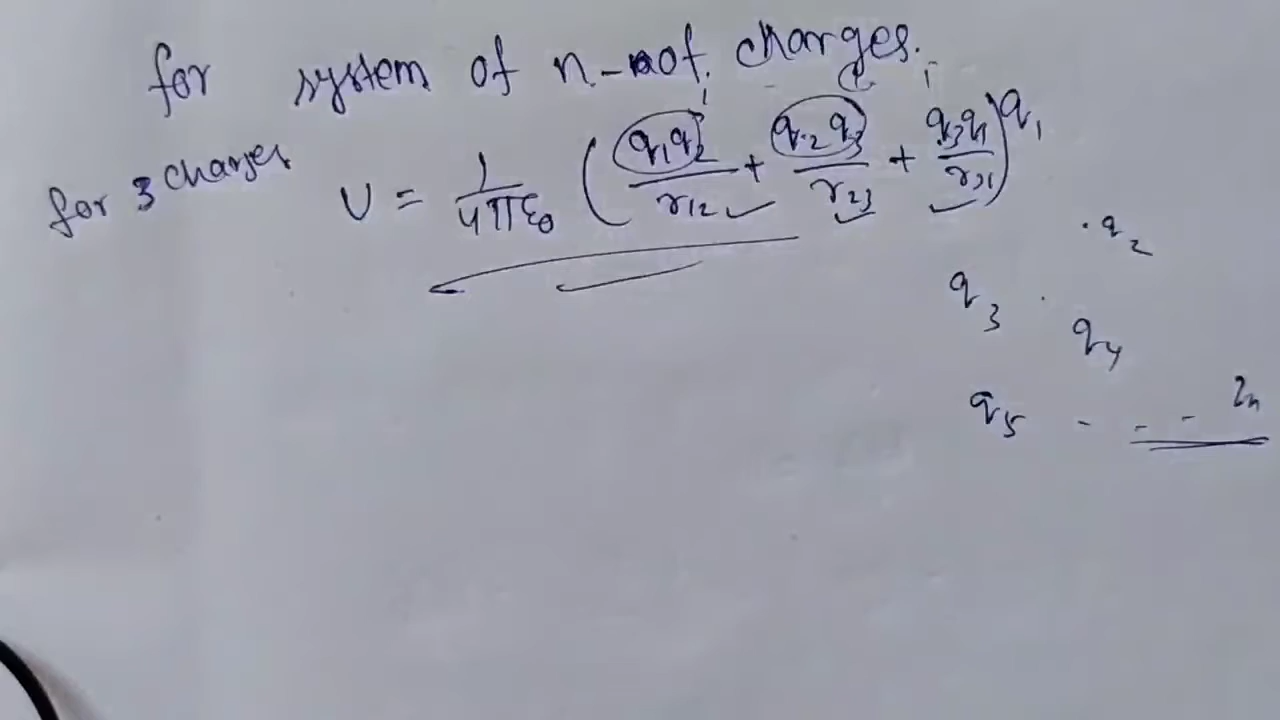 for system of n-no of. charges.
for 3 charges U = 1/4πε0 ( q1q2/r12 + q2q3/r23 + q3q1/r31 ) q1
. q2
q3 .
q4
q5 - - - qn